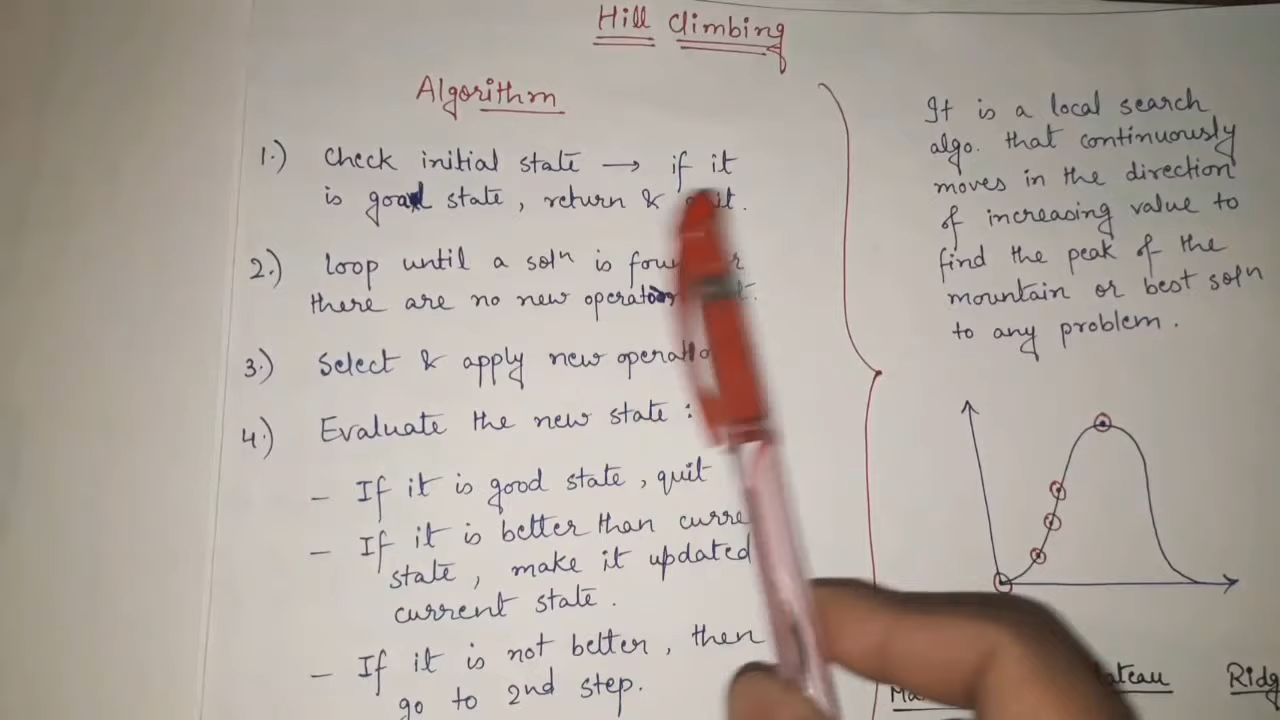 Hill Climbing
Algorithm
1.) Check initial state → if it
is goal state, return & quit.
2.) Loop until a solⁿ is
there are no new
3.) Select & apply new
4.) Evaluate the new state :
– If it is good state, quit
– If it is better than
state, make it updated
current state.
– If it is not better, then
go to 2nd step.
It is a local search
algo. that continuously
moves in the direction
of increasing value to
find the peak of the
mountain or best solⁿ
to any problem.